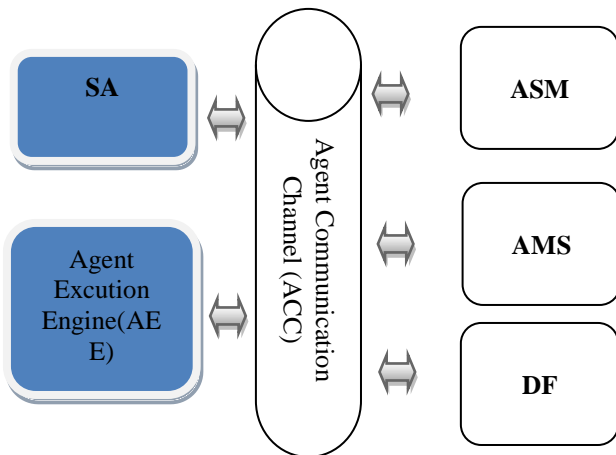 SA
Agent
Excution
Engine(AE
E)
Agent Communication
Channel (ACC)
ASM
AMS
DF